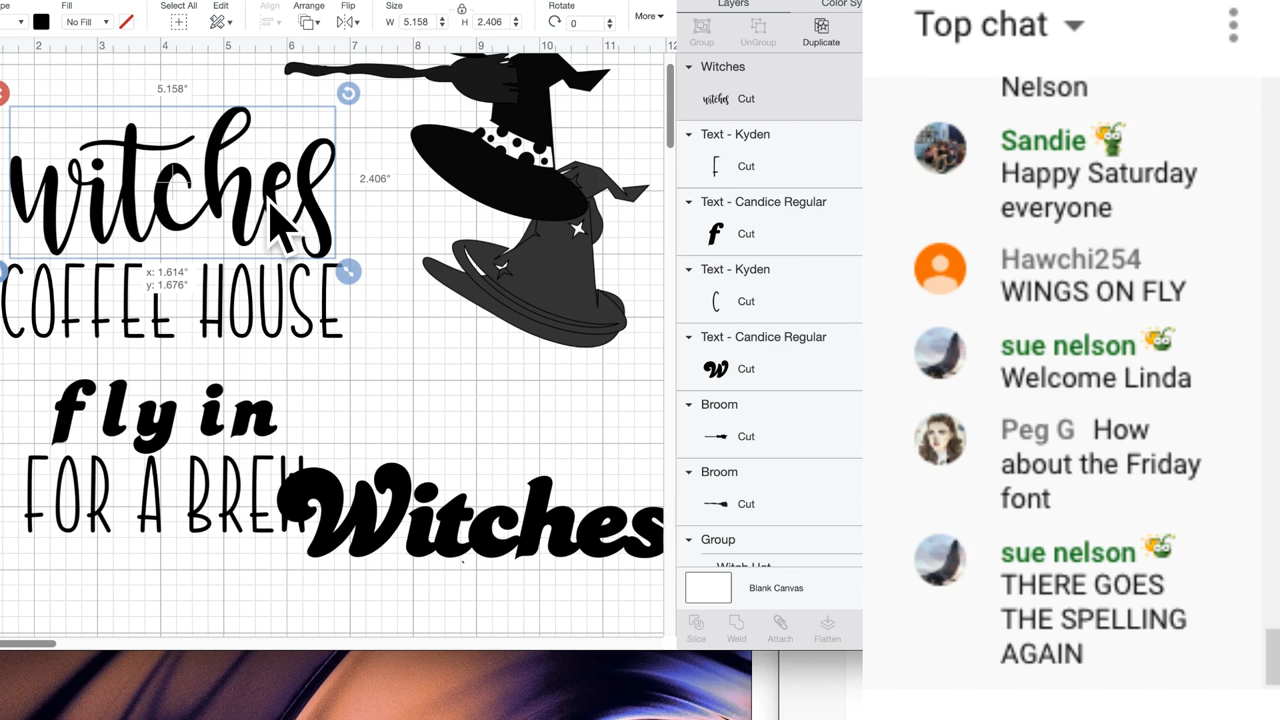 Fill
Select All
Edit
Align
Arrange
Flip
Size
Rotate
No Fill
W 5.158
H 2.406
0
More
2 3 4 5 6 7 8 9 10 11 12
5.158"
witches
2.406"
x: 1.614"
y: 1.676"
COFFEE HOUSE
fly in
FOR A BREW
Witches
Layers
Color Sy
Group
UnGroup
Duplicate
Witches
witches Cut
Text - Kyden
Cut
Text - Candice Regular
f Cut
Text - Kyden
Cut
Text - Candice Regular
W Cut
Broom
Cut
Broom
Cut
Group
Witch Hat
Blank Canvas
Slice
Weld
Attach
Flatten
Top chat
Nelson
Sandie
Happy Saturday
everyone
Hawchi254
WINGS ON FLY
sue nelson
Welcome Linda
Peg G How
about the Friday
font
sue nelson
THERE GOES
THE SPELLING
AGAIN